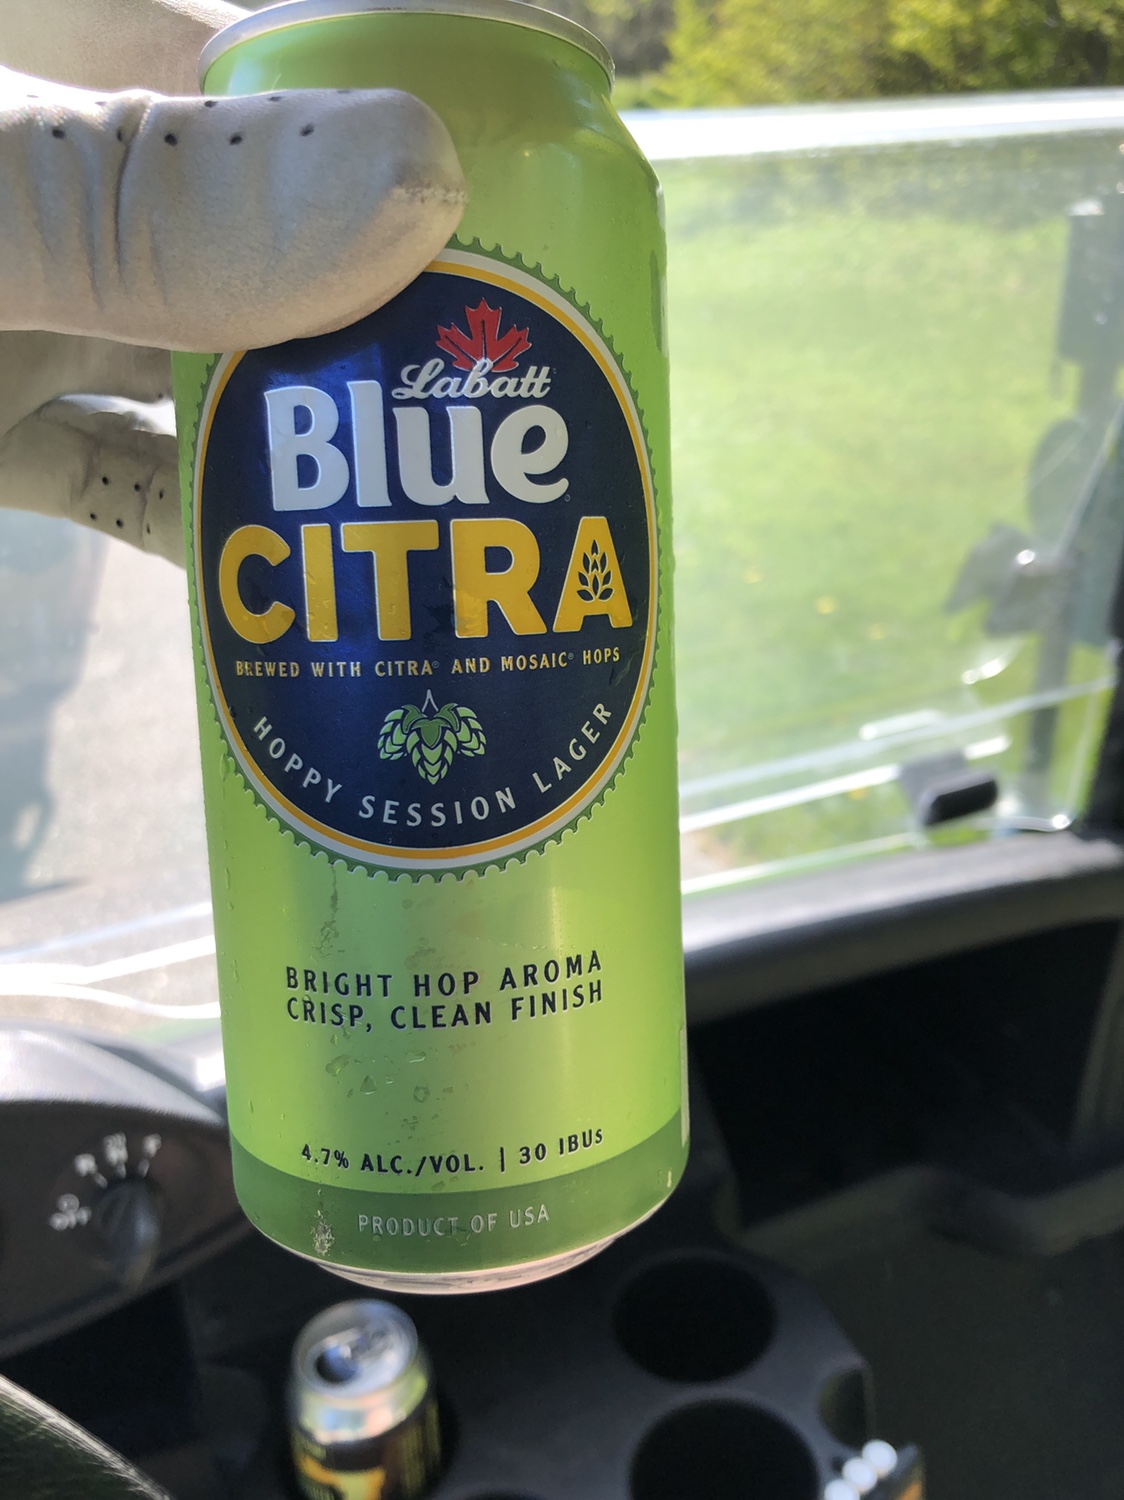 Labatt
Blue
CITRA
BREWED WITH CITRA® AND MOSAIC® HOPS
HOPPY SESSION LAGER
BRIGHT HOP AROMA
CRISP, CLEAN FINISH
4.7% ALC./VOL. | 30 IBUs
PRODUCT OF USA
R N F
OFF